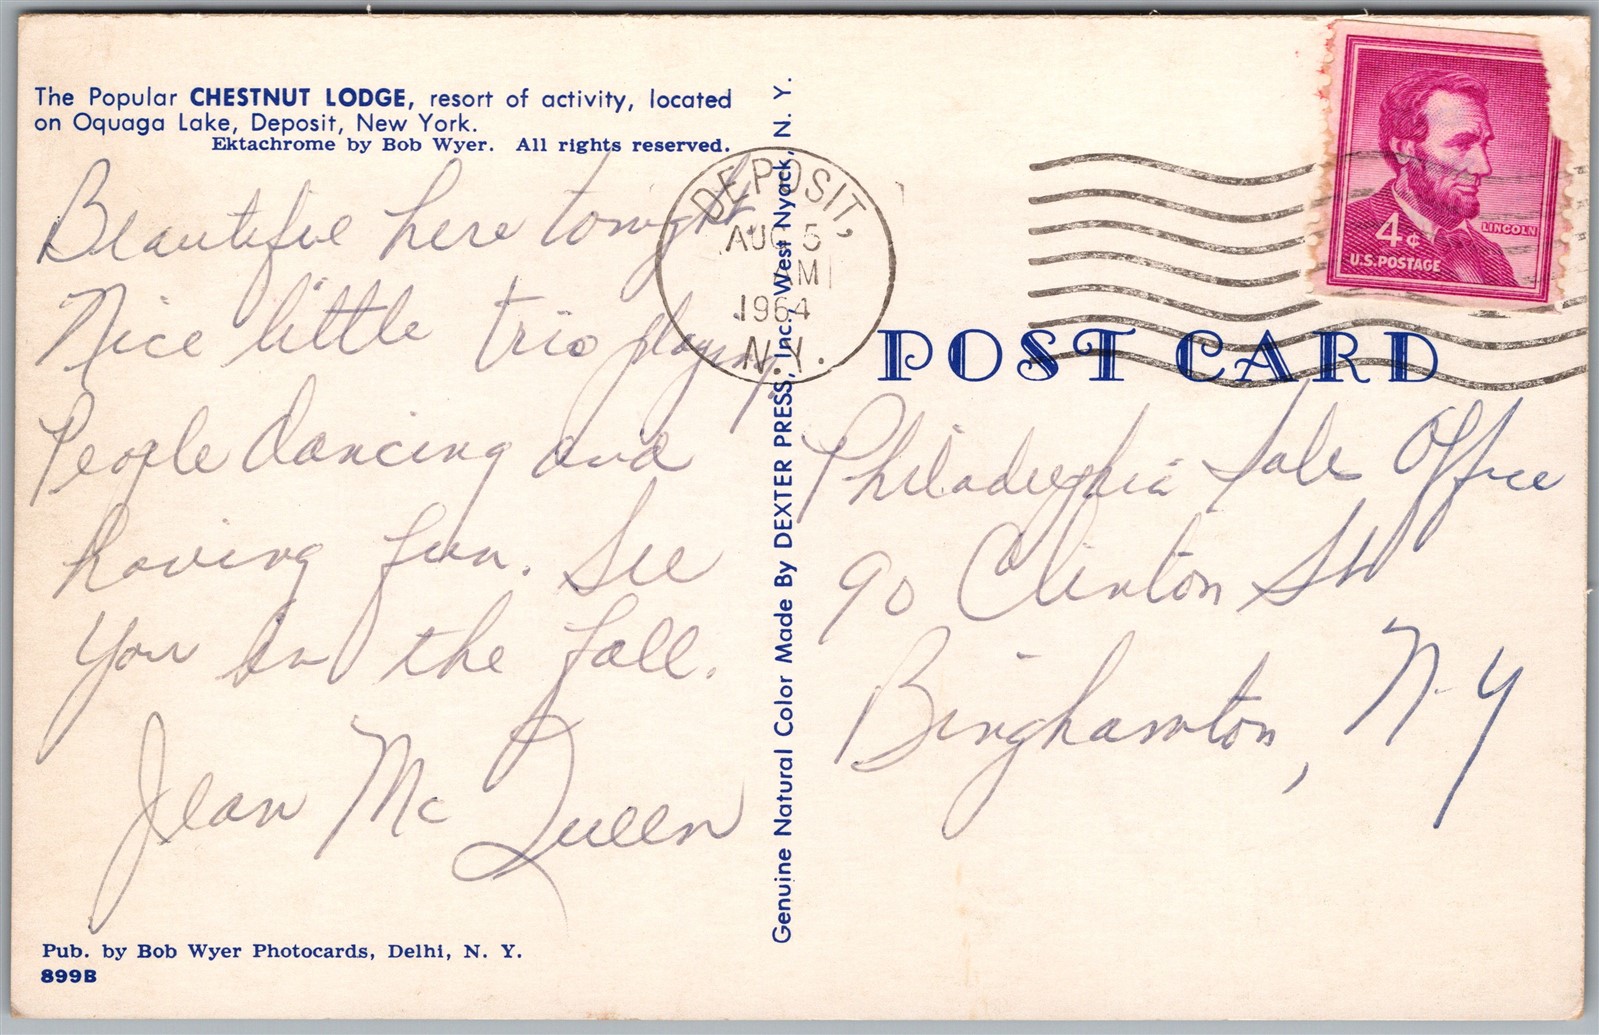 The Popular CHESTNUT LODGE, resort of activity, located
on Oquaga Lake, Deposit, New York.
Ektachrome by Bob Wyer. All rights reserved.
Beautiful here tonight.
Nice little trio playing.
People dancing and
having fun. See
you in the fall.
Jean McQueen
Pub. by Bob Wyer Photocards, Delhi, N. Y.
899B
Genuine Natural Color Made By DEXTER PRESS, Inc., West Nyack, N. Y.
DEPOSIT,
AUG 5
M
1964
N.Y.
4¢
LINCOLN
U.S. POSTAGE
POST CARD
Philadelphia Sales Office
90 Clinton St
Binghamton, N.Y